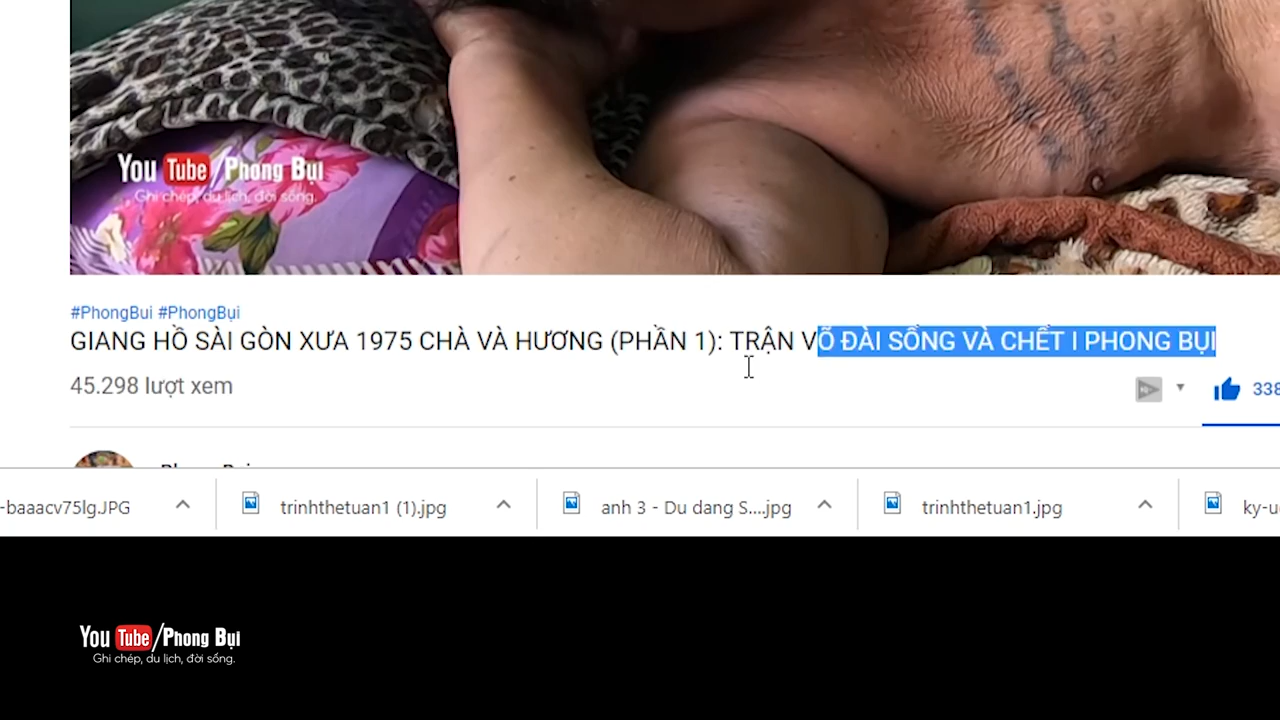 You Tube /Phong Bụi
Ghi chép, du lịch, đời sống.
#PhongBui #PhongBụi
GIANG HỒ SÀI GÒN XƯA 1975 CHÀ VÀ HƯƠNG (PHẦN 1): TRẬN VÕ ĐÀI SỐNG VÀ CHẾT I PHONG BỤI
45.298 lượt xem
338
-baaacv75lg.JPG
trinhthetuan1 (1).jpg
anh 3 - Du dang S....jpg
trinhthetuan1.jpg
You Tube /Phong Bụi
Ghi chép, du lịch, đời sống.